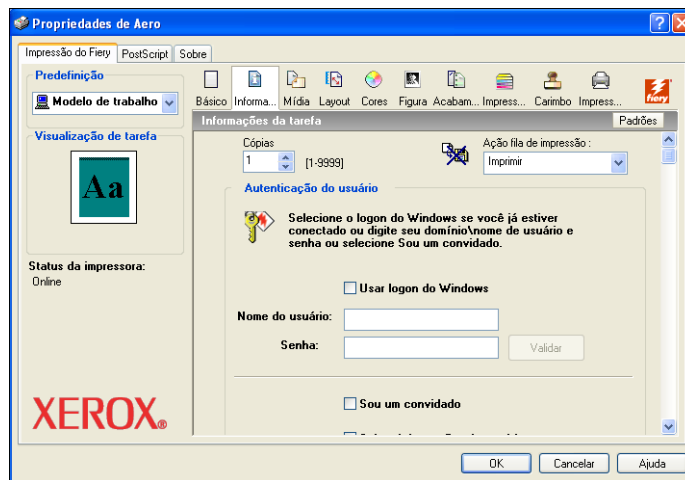 Propriedades de Aero
Impressão do Fiery PostScript Sobre
Predefinição
Modelo de trabalho
Visualização de tarefa
Aa
Status da impressora:
Online
XEROX®
Básico Informa... Mídia Layout Cores Figura Acabam... Impress... Carimbo Impress...
fiery
Informações da tarefa Padrões
Cópias
1 [1-9999]
Ação fila de impressão :
Imprimir
Autenticação do usuário
Selecione o logon do Windows se você já estiver
conectado ou digite seu domínio\nome de usuário e
senha ou selecione Sou um convidado.
Usar logon do Windows
Nome do usuário:
Senha: Validar
Sou um convidado
OK Cancelar Ajuda